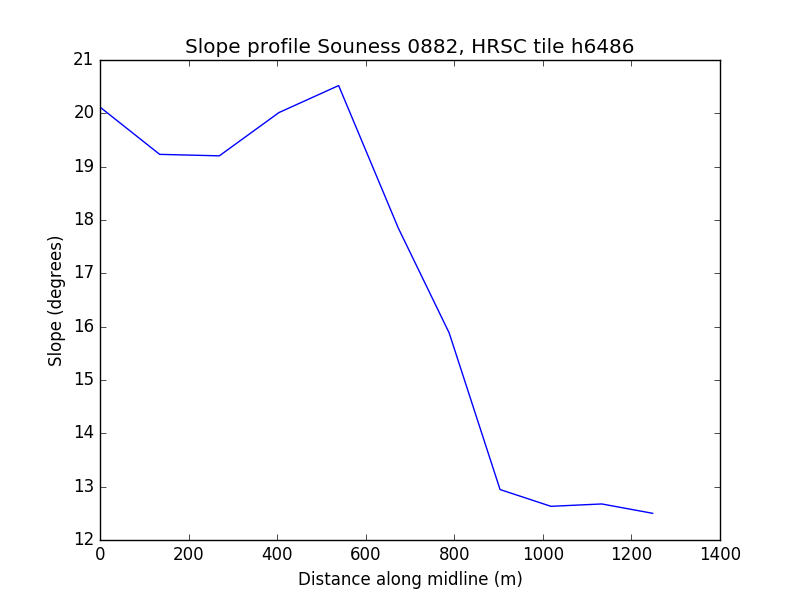 Slope profile Souness 0882, HRSC tile h6486
21
20
19
18
17
16
15
14
13
12
Slope (degrees)
0 200 400 600 800 1000 1200 1400
Distance along midline (m)